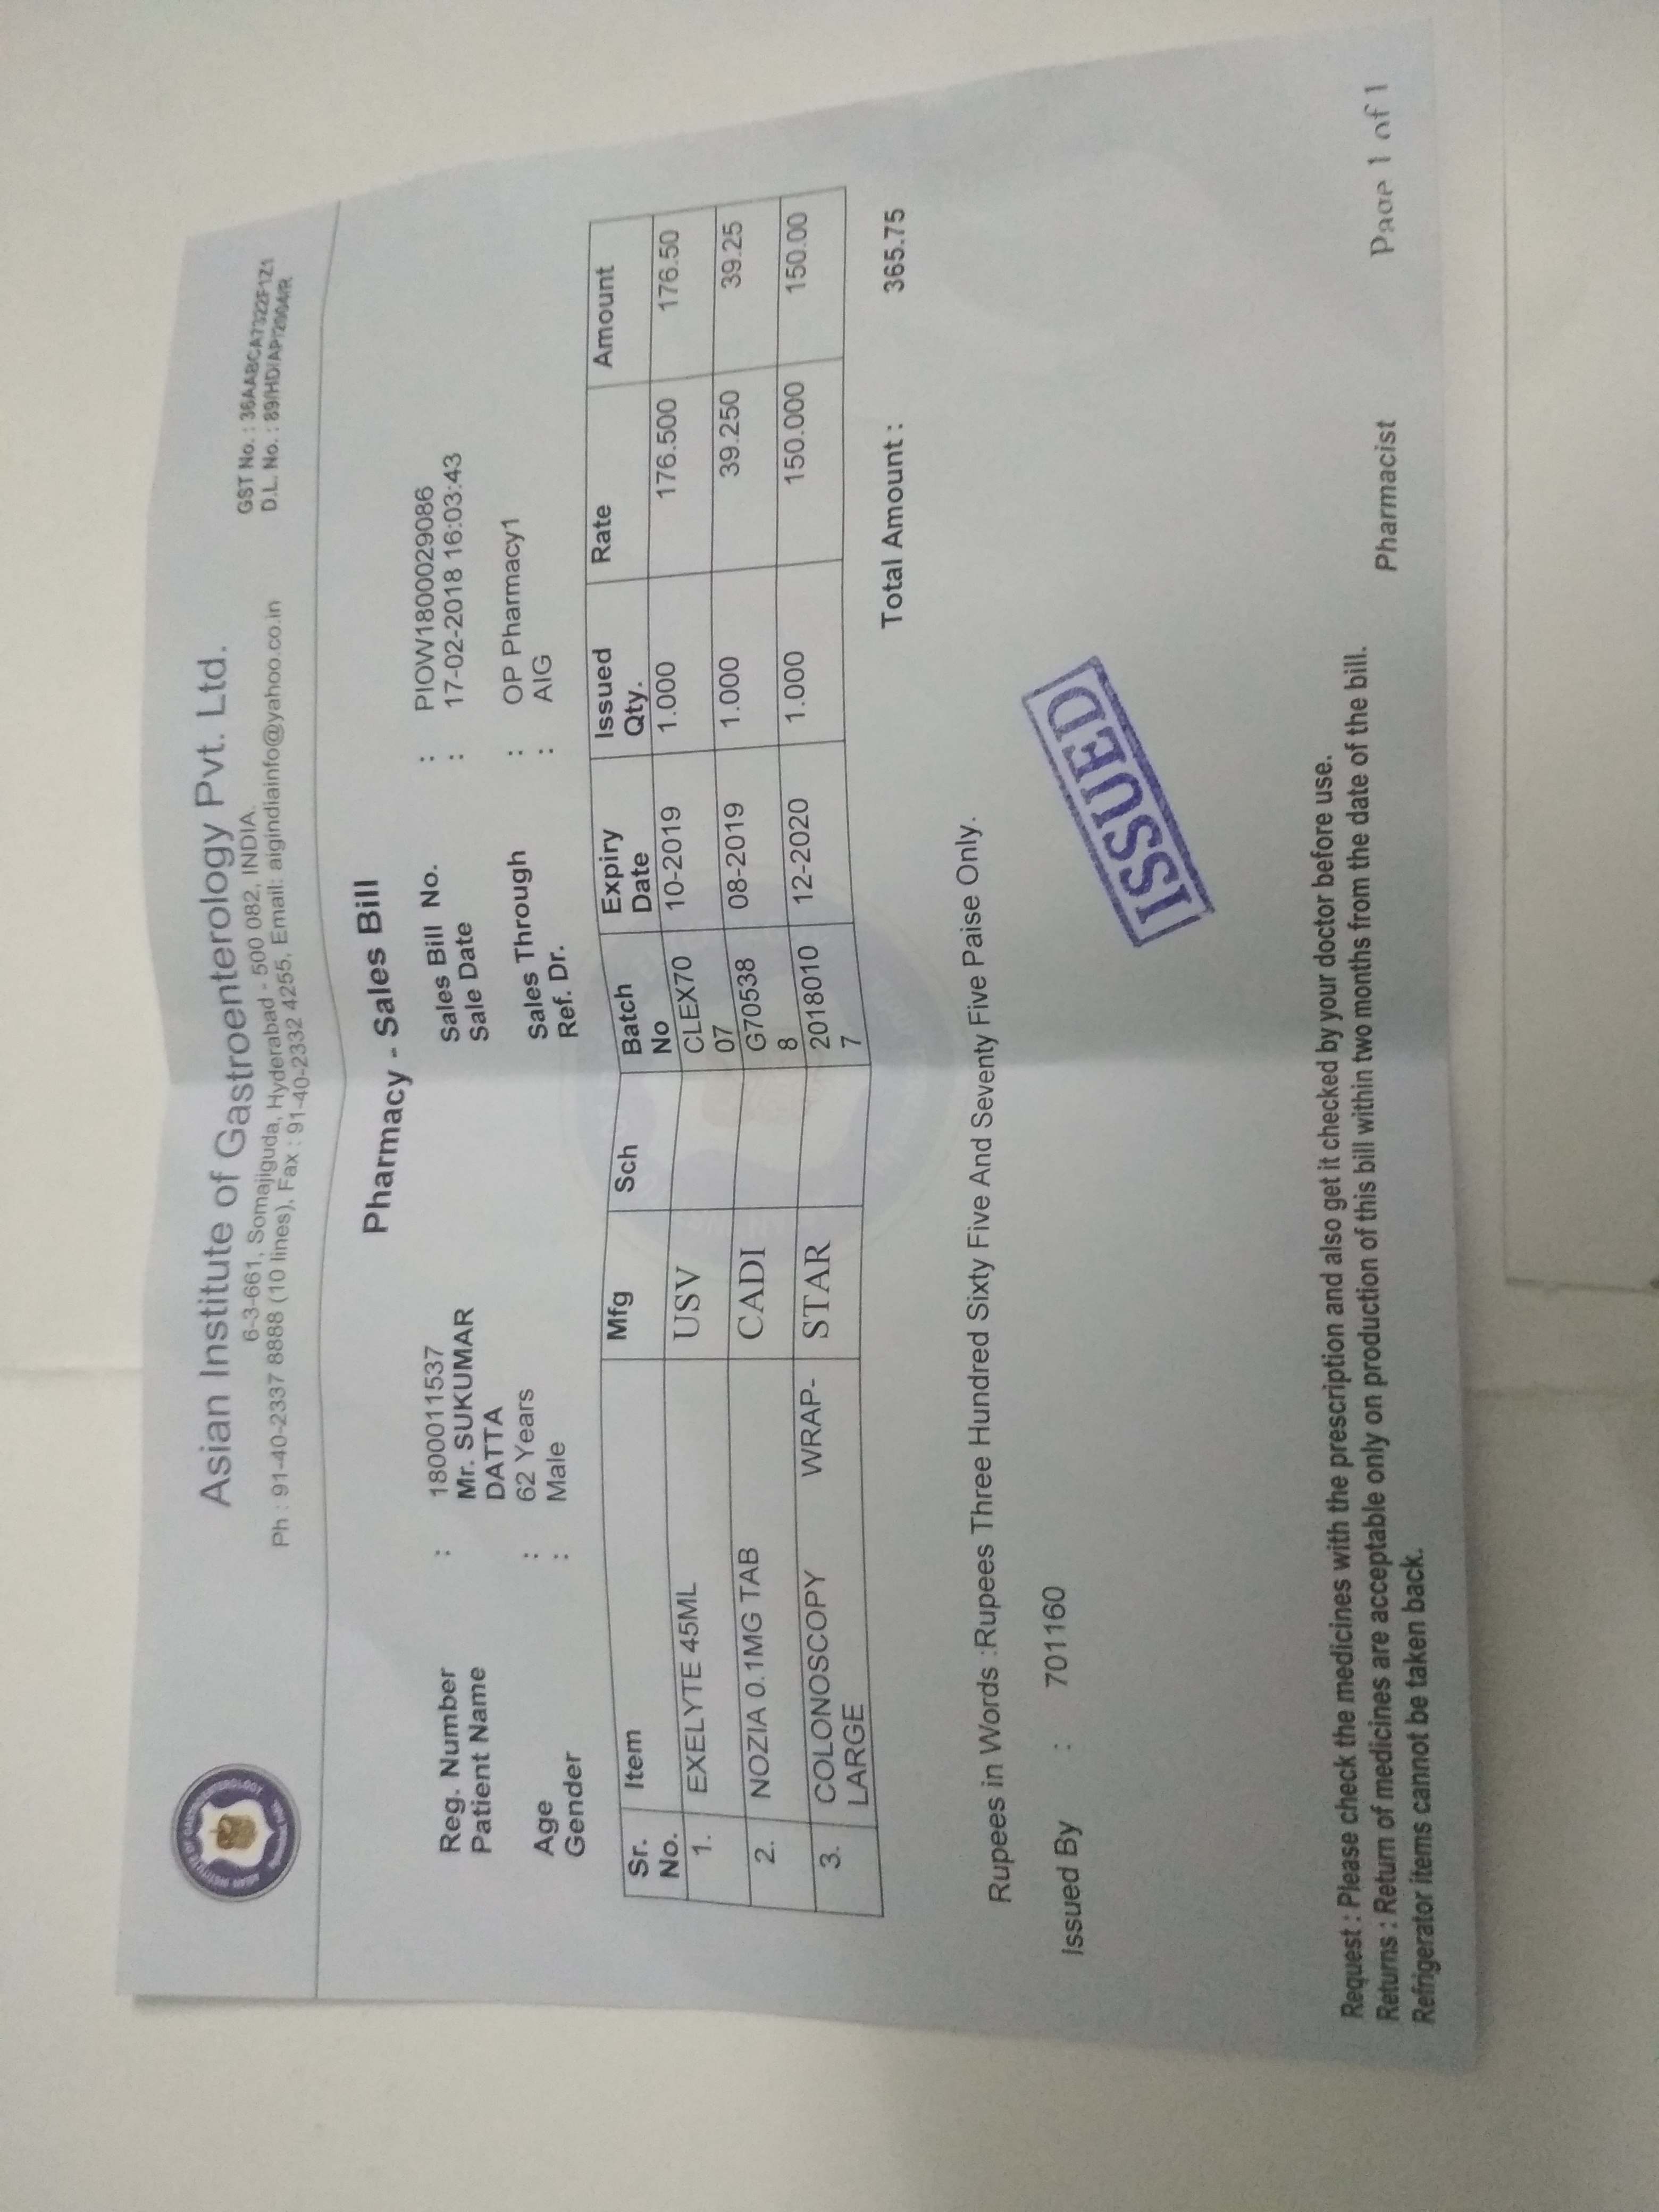 Asian Institute of Gastroenterology Pvt. Ltd.
6-3-661, Somajiguda, Hyderabad - 500 082, INDIA.
Ph : 91-40-2337 8888 (10 lines), Fax : 91-40-2332 4255, Email: aigindiainfo@yahoo.co.in
GST No. : 36AABCA7322F1Z1
D.L. No. :
Pharmacy - Sales Bill
Reg. Number : 1800011537 Sales Bill No. : PIOW1800029086
Patient Name Mr. SUKUMAR Sale Date : 17-02-2018 16:03:43
DATTA
Age : 62 Years Sales Through : OP Pharmacy1
Gender : Male Ref. Dr. : AIG
Sr. Item Mfg Sch Batch Expiry Issued Rate Amount
No. No Date Qty.
1. EXELYTE 45ML USV CLEX70 10-2019 1.000 176.500 176.50
07
2. NOZIA 0.1MG TAB CADI G70538 08-2019 1.000 39.250 39.25
8
3. COLONOSCOPY WRAP- STAR 2018010 12-2020 1.000 150.000 150.00
LARGE 7
Total Amount : 365.75
Rupees in Words :Rupees Three Hundred Sixty Five And Seventy Five Paise Only.
Issued By : 701160
ISSUED
Pharmacist
Request : Please check the medicines with the prescription and also get it checked by your doctor before use.
Returns : Return of medicines are acceptable only on production of this bill within two months from the date of the bill.
Refrigerator items cannot be taken back.
Page 1 of 1